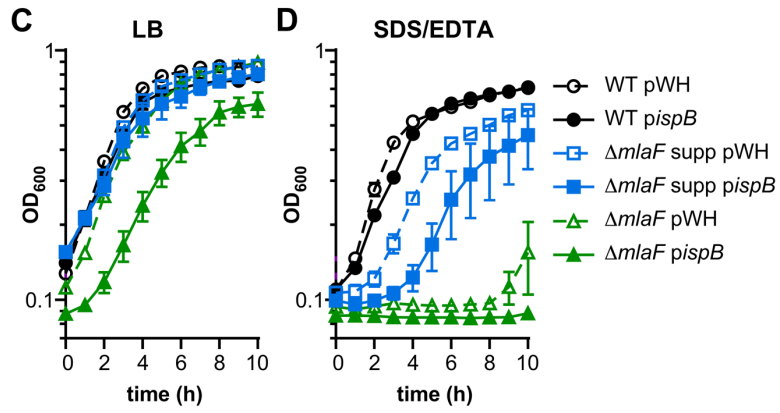 C LB
OD600
1
0.1
0 2 4 6 8 10
time (h)
D SDS/EDTA
OD600
1
0.1
0 2 4 6 8 10
time (h)
WT pWH
WT pispB
ΔmlaF supp pWH
ΔmlaF supp pispB
ΔmlaF pWH
ΔmlaF pispB